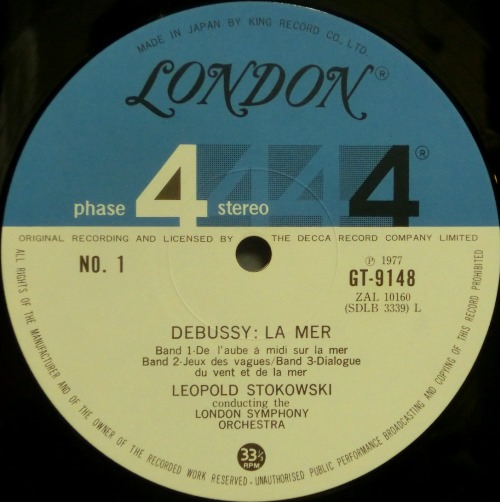 MADE IN JAPAN BY KING RECORD CO., LTD.
LONDON®
phase 4 stereo 4 4 4 ®
ORIGINAL RECORDING AND LICENSED BY THE DECCA RECORD COMPANY LIMITED
NO. 1
Ⓟ 1977
GT-9148
ZAL 10160
(SDLB 3339) L
DEBUSSY: LA MER
Band 1-De l'aube à midi sur la mer
Band 2-Jeux des vagues/Band 3-Dialogue
du vent et de la mer
LEOPOLD STOKOWSKI
conducting the
LONDON SYMPHONY
ORCHESTRA
33⅓
RPM
ALL RIGHTS OF THE MANUFACTURER AND OF THE OWNER OF THE RECORDED WORK RESERVED · UNAUTHORISED PUBLIC PERFORMANCE BROADCASTING AND COPYING OF THIS RECORD PROHIBITED